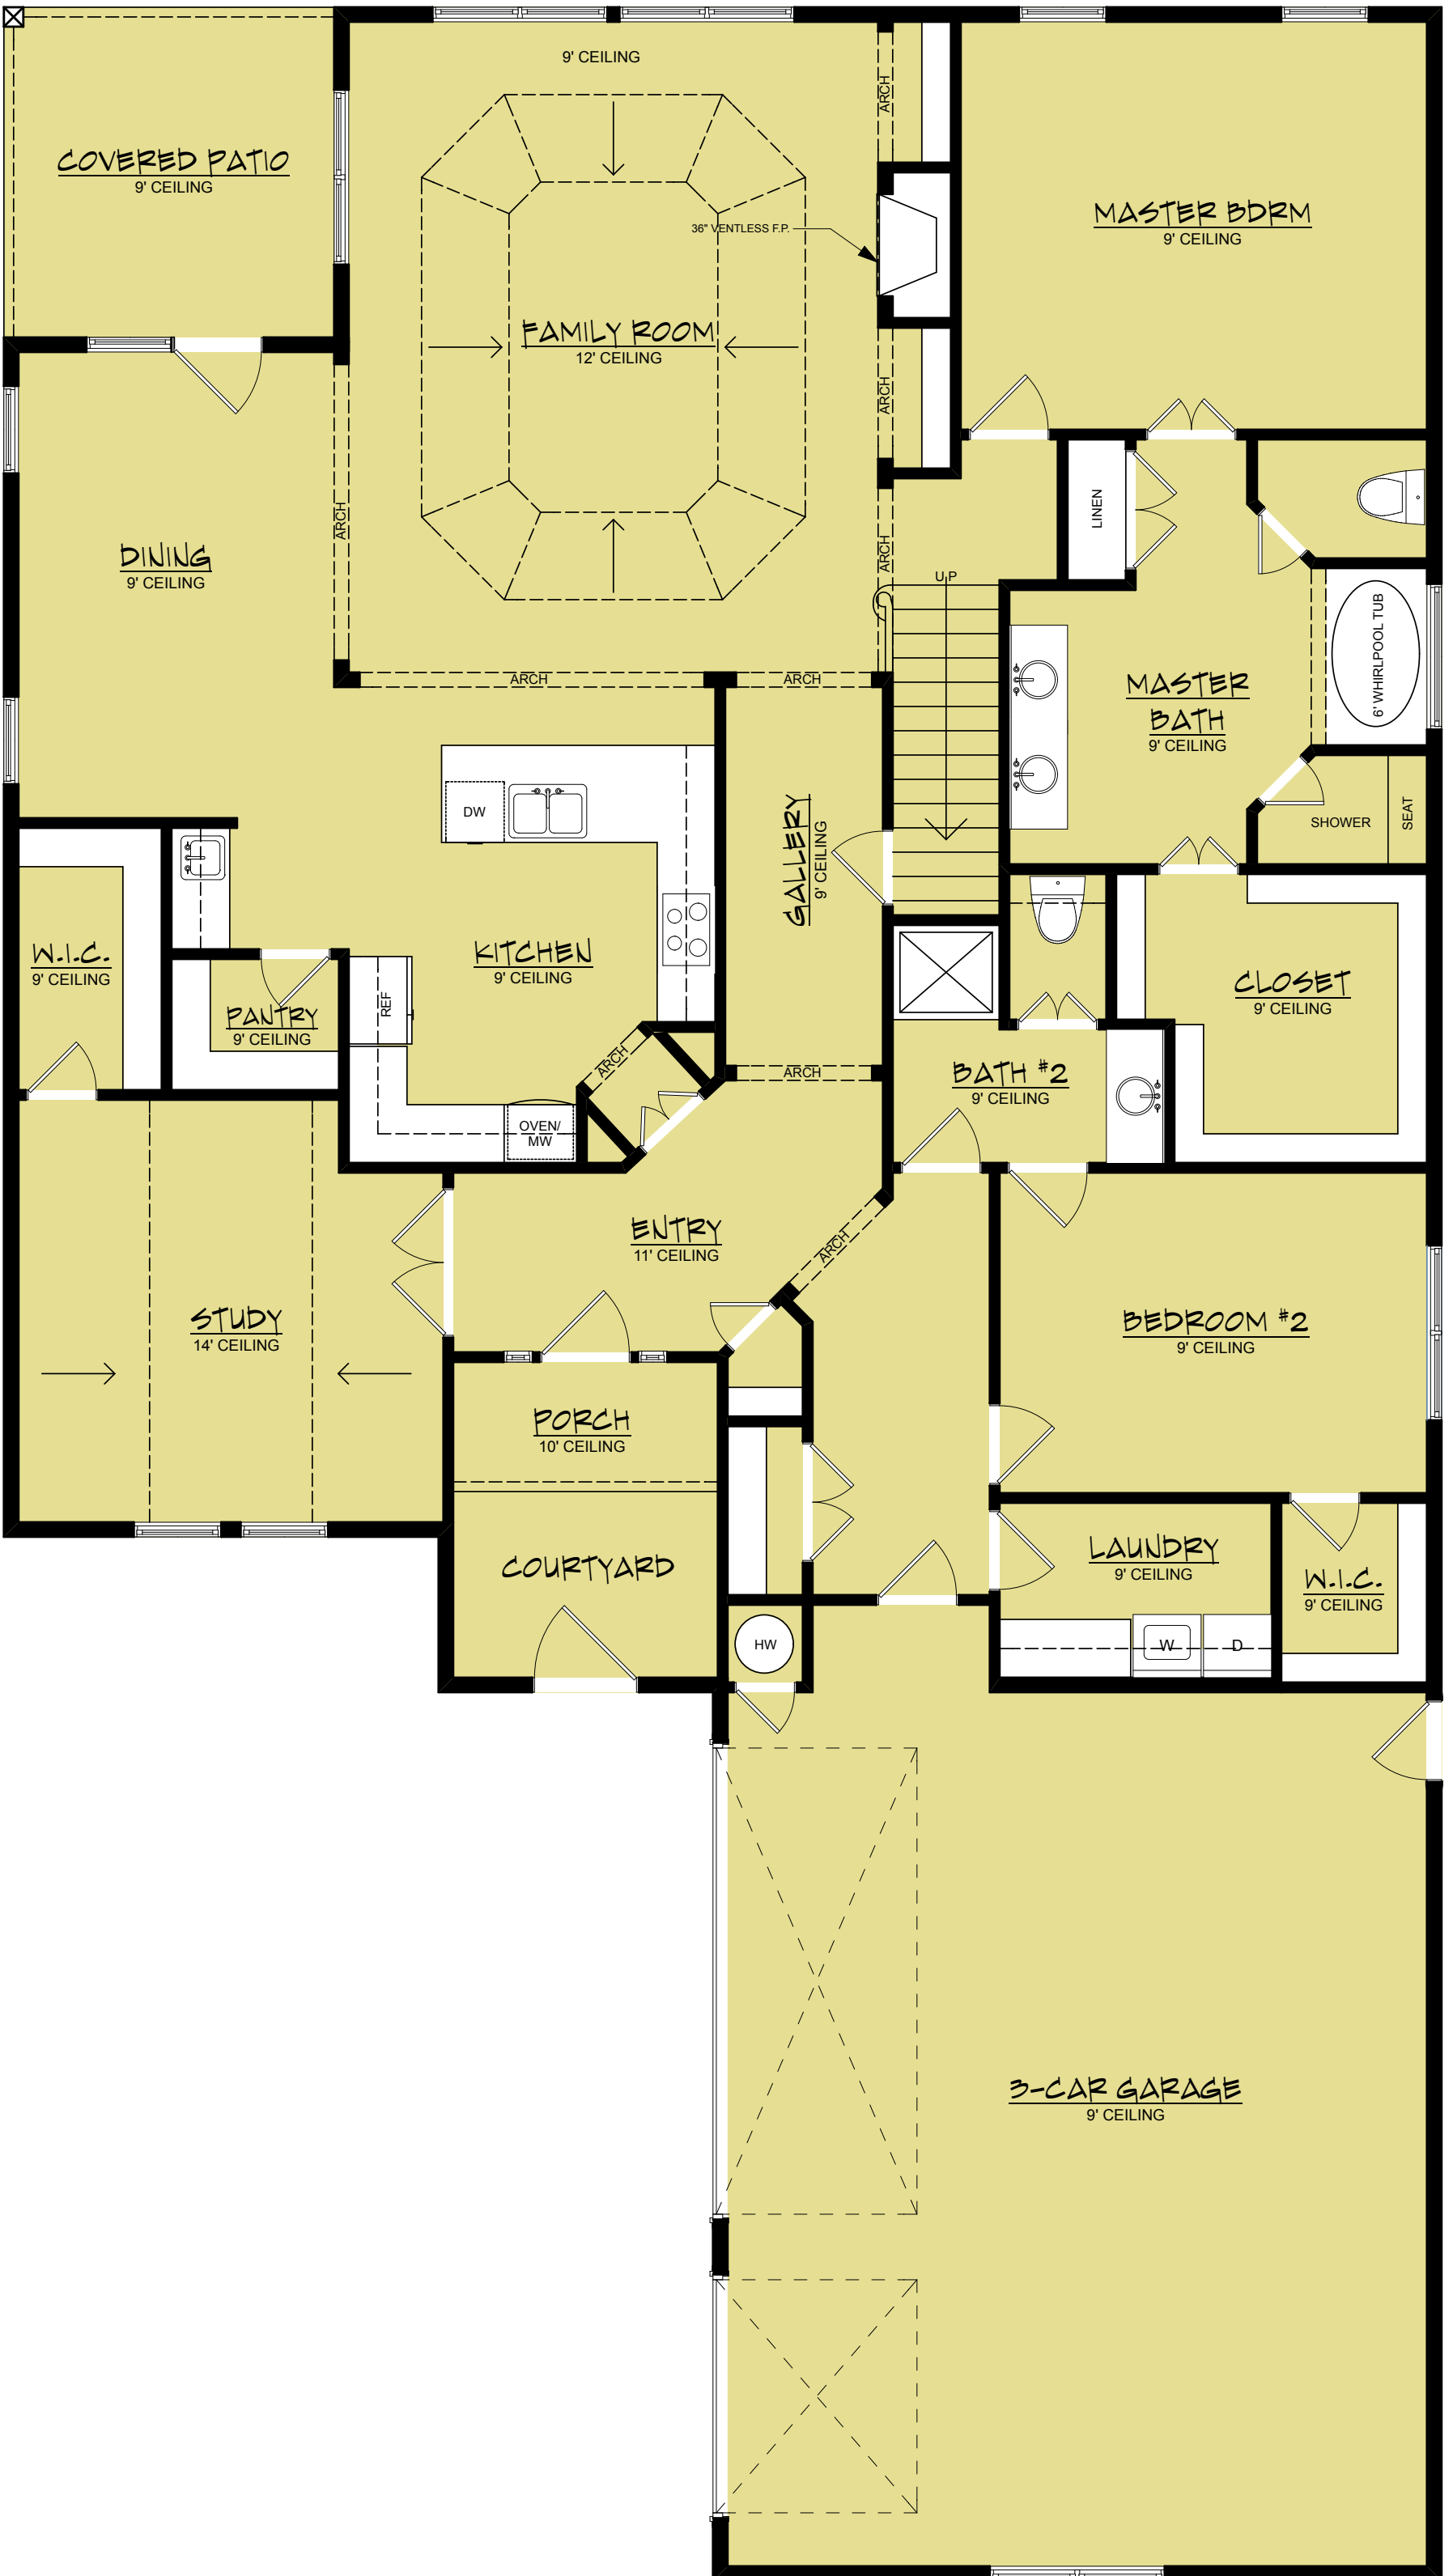 9' CEILING
ARCH
COVERED PATIO
9' CEILING
MASTER BDRM
9' CEILING
36" VENTLESS F.P.
FAMILY ROOM
12' CEILING
ARCH
ARCH
LINEN
DINING
9' CEILING
ARCH
UP
6' WHIRLPOOL TUB
ARCH
ARCH
MASTER
BATH
9' CEILING
DW
GALLERY
9' CEILING
SHOWER
SEAT
W.I.C.
9' CEILING
KITCHEN
9' CEILING
CLOSET
9' CEILING
REF
PANTRY
9' CEILING
ARCH
ARCH
BATH #2
9' CEILING
OVEN/
MW
ENTRY
11' CEILING
ARCH
STUDY
14' CEILING
BEDROOM #2
9' CEILING
PORCH
10' CEILING
COURTYARD
LAUNDRY
9' CEILING
W.I.C.
9' CEILING
HW
W
D
3-CAR GARAGE
9' CEILING